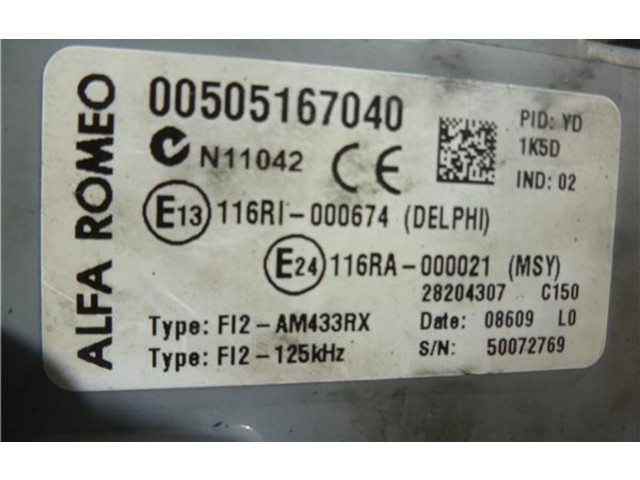 ALFA ROMEO
00505167040
PID: YD
1K5D
N11042 CE
IND: 02
E13 116RI-000674 (DELPHI)
E24 116RA-000021 (MSY)
28204307 C150
Type: FI2-AM433RX Date: 08609 L0
Type: FI2-125kHz S/N: 50072769